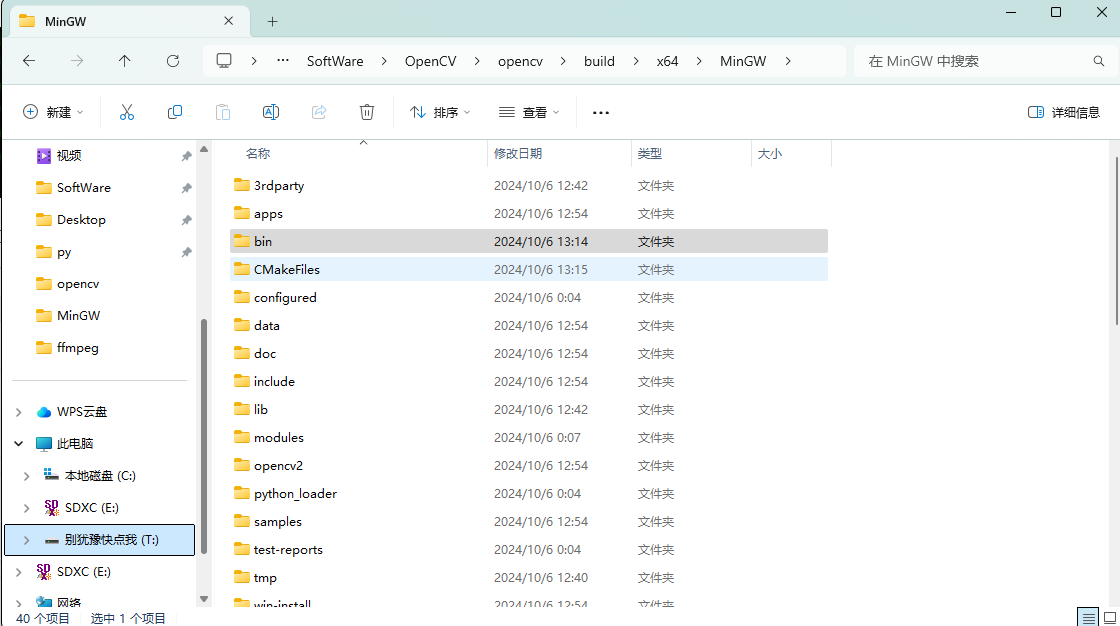 MinGW
SoftWare OpenCV opencv build x64 MinGW
在 MinGW 中搜索
新建 排序 查看 详细信息
视频
SoftWare
Desktop
py
opencv
MinGW
ffmpeg
WPS云盘
此电脑
本地磁盘 (C:)
SDXC (E:)
别犹豫快点我 (T:)
SDXC (E:)
网络
名称 修改日期 类型 大小
3rdparty 2024/10/6 12:42 文件夹
apps 2024/10/6 12:54 文件夹
bin 2024/10/6 13:14 文件夹
CMakeFiles 2024/10/6 13:15 文件夹
configured 2024/10/6 0:04 文件夹
data 2024/10/6 12:54 文件夹
doc 2024/10/6 12:54 文件夹
include 2024/10/6 12:54 文件夹
lib 2024/10/6 12:42 文件夹
modules 2024/10/6 0:07 文件夹
opencv2 2024/10/6 12:54 文件夹
python_loader 2024/10/6 0:04 文件夹
samples 2024/10/6 12:54 文件夹
test-reports 2024/10/6 0:04 文件夹
tmp 2024/10/6 12:40 文件夹
win-install 2024/10/6 12:54 文件夹
40 个项目 选中 1 个项目